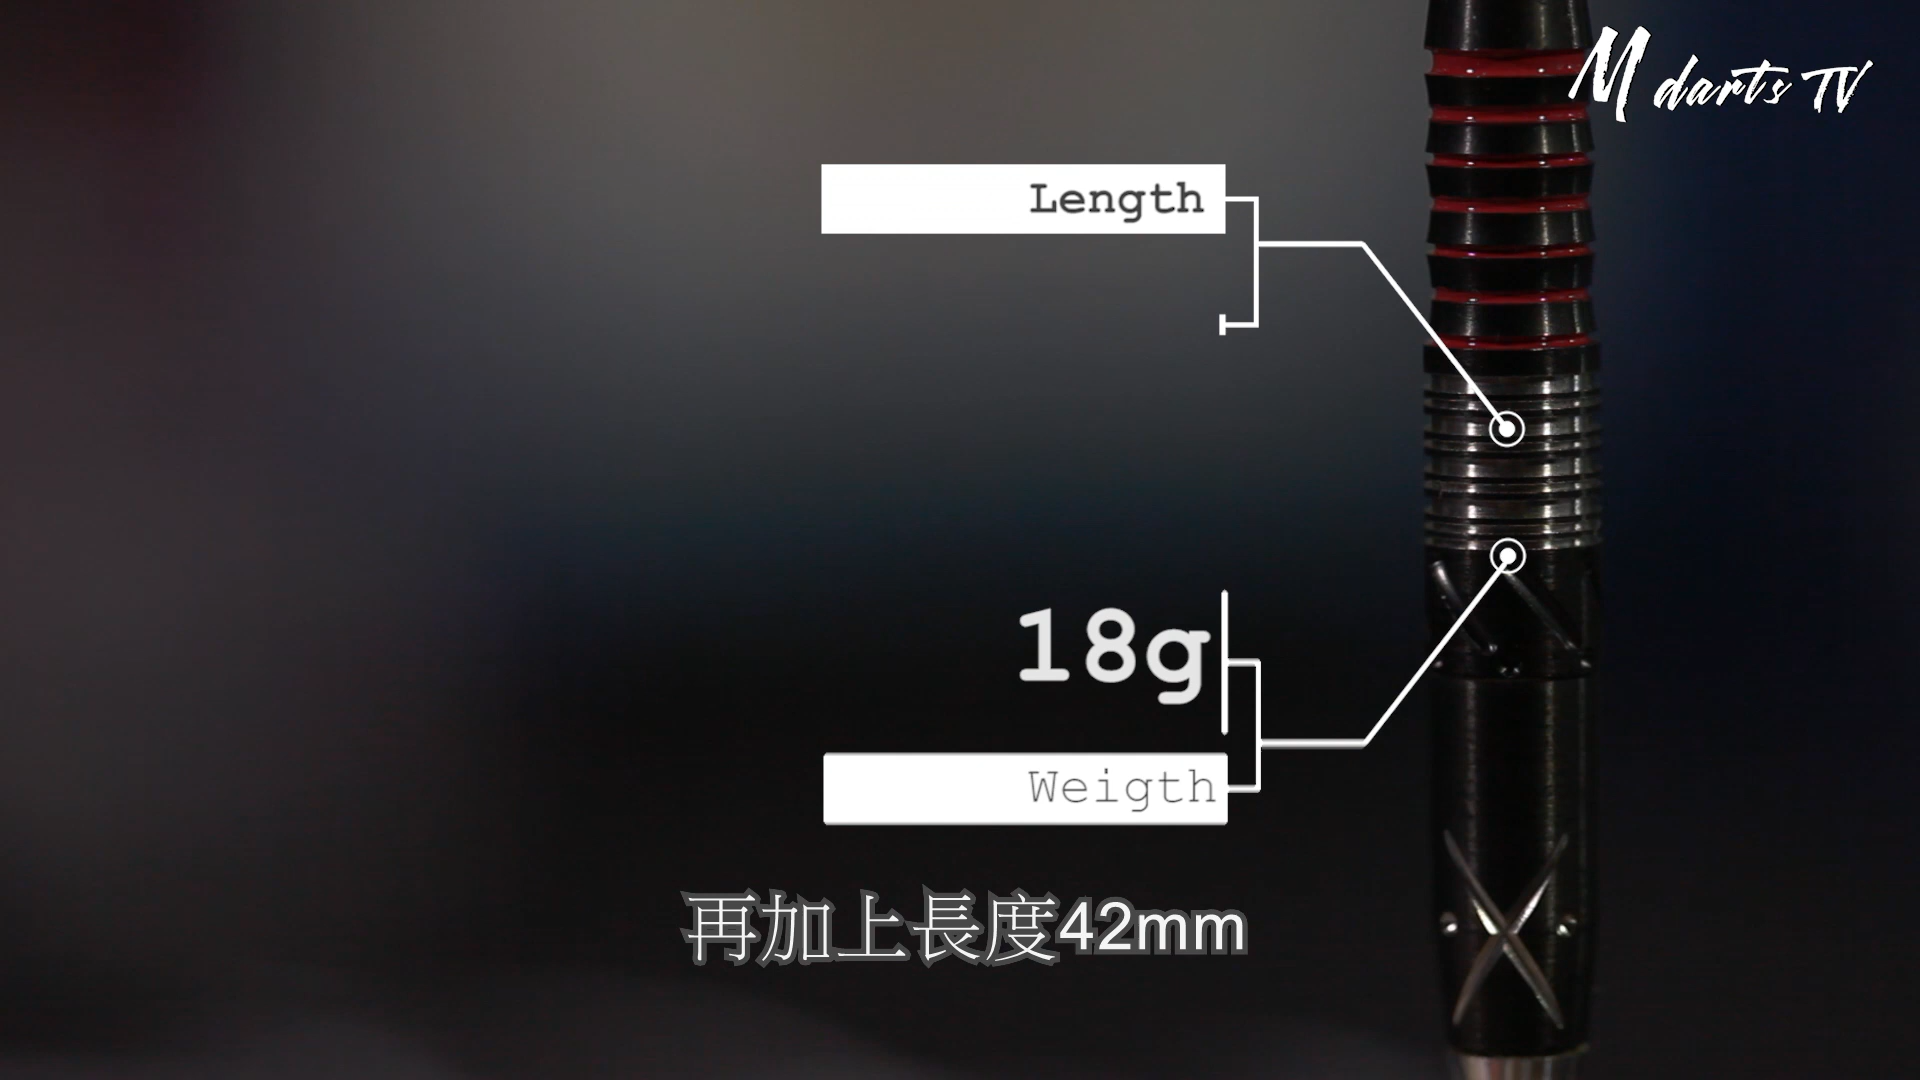 M darts TV
Length
18g
Weigth
再加上長度42mm